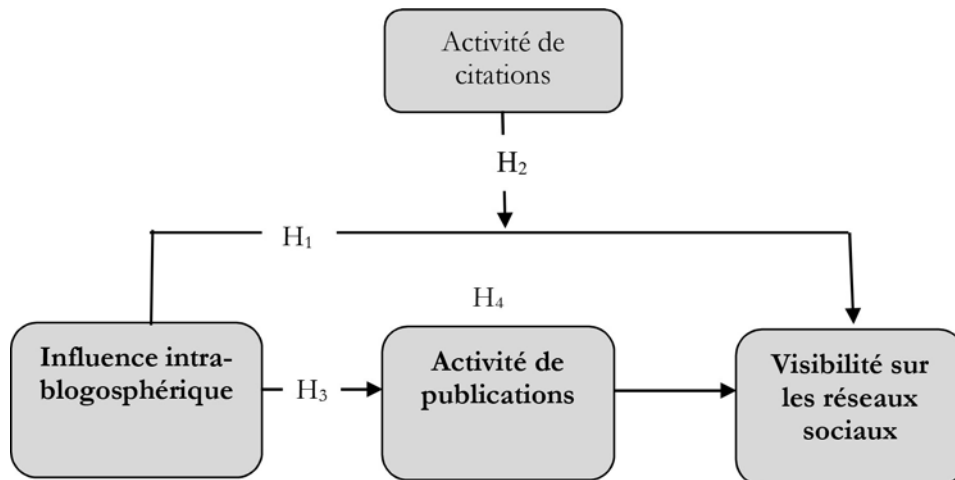 Activité de
citations
H₂
H₁
H₄
Influence intra-
blogosphérique
H₃
Activité de
publications
Visibilité sur
les réseaux
sociaux